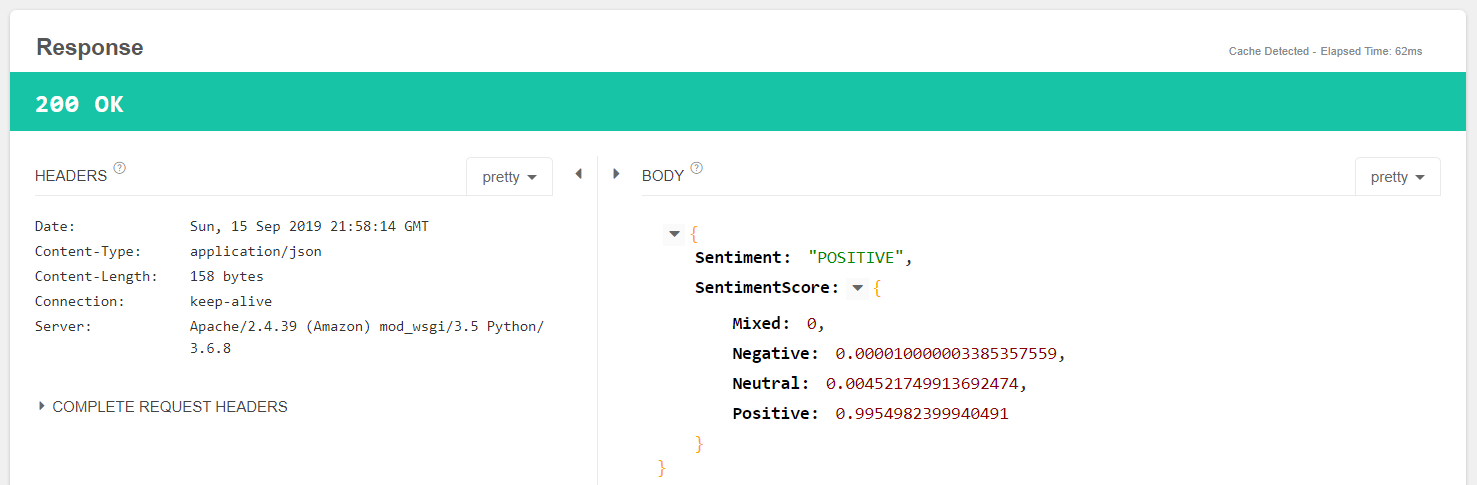 Response
Cache Detected - Elapsed Time: 62ms
200 OK
HEADERS ?
pretty
Date: Sun, 15 Sep 2019 21:58:14 GMT
Content-Type: application/json
Content-Length: 158 bytes
Connection: keep-alive
Server: Apache/2.4.39 (Amazon) mod_wsgi/3.5 Python/
3.6.8
COMPLETE REQUEST HEADERS
BODY ?
pretty
{
Sentiment: "POSITIVE",
SentimentScore: {
Mixed: 0,
Negative: 0.000010000003385357559,
Neutral: 0.004521749913692474,
Positive: 0.9954982399940491
}
}